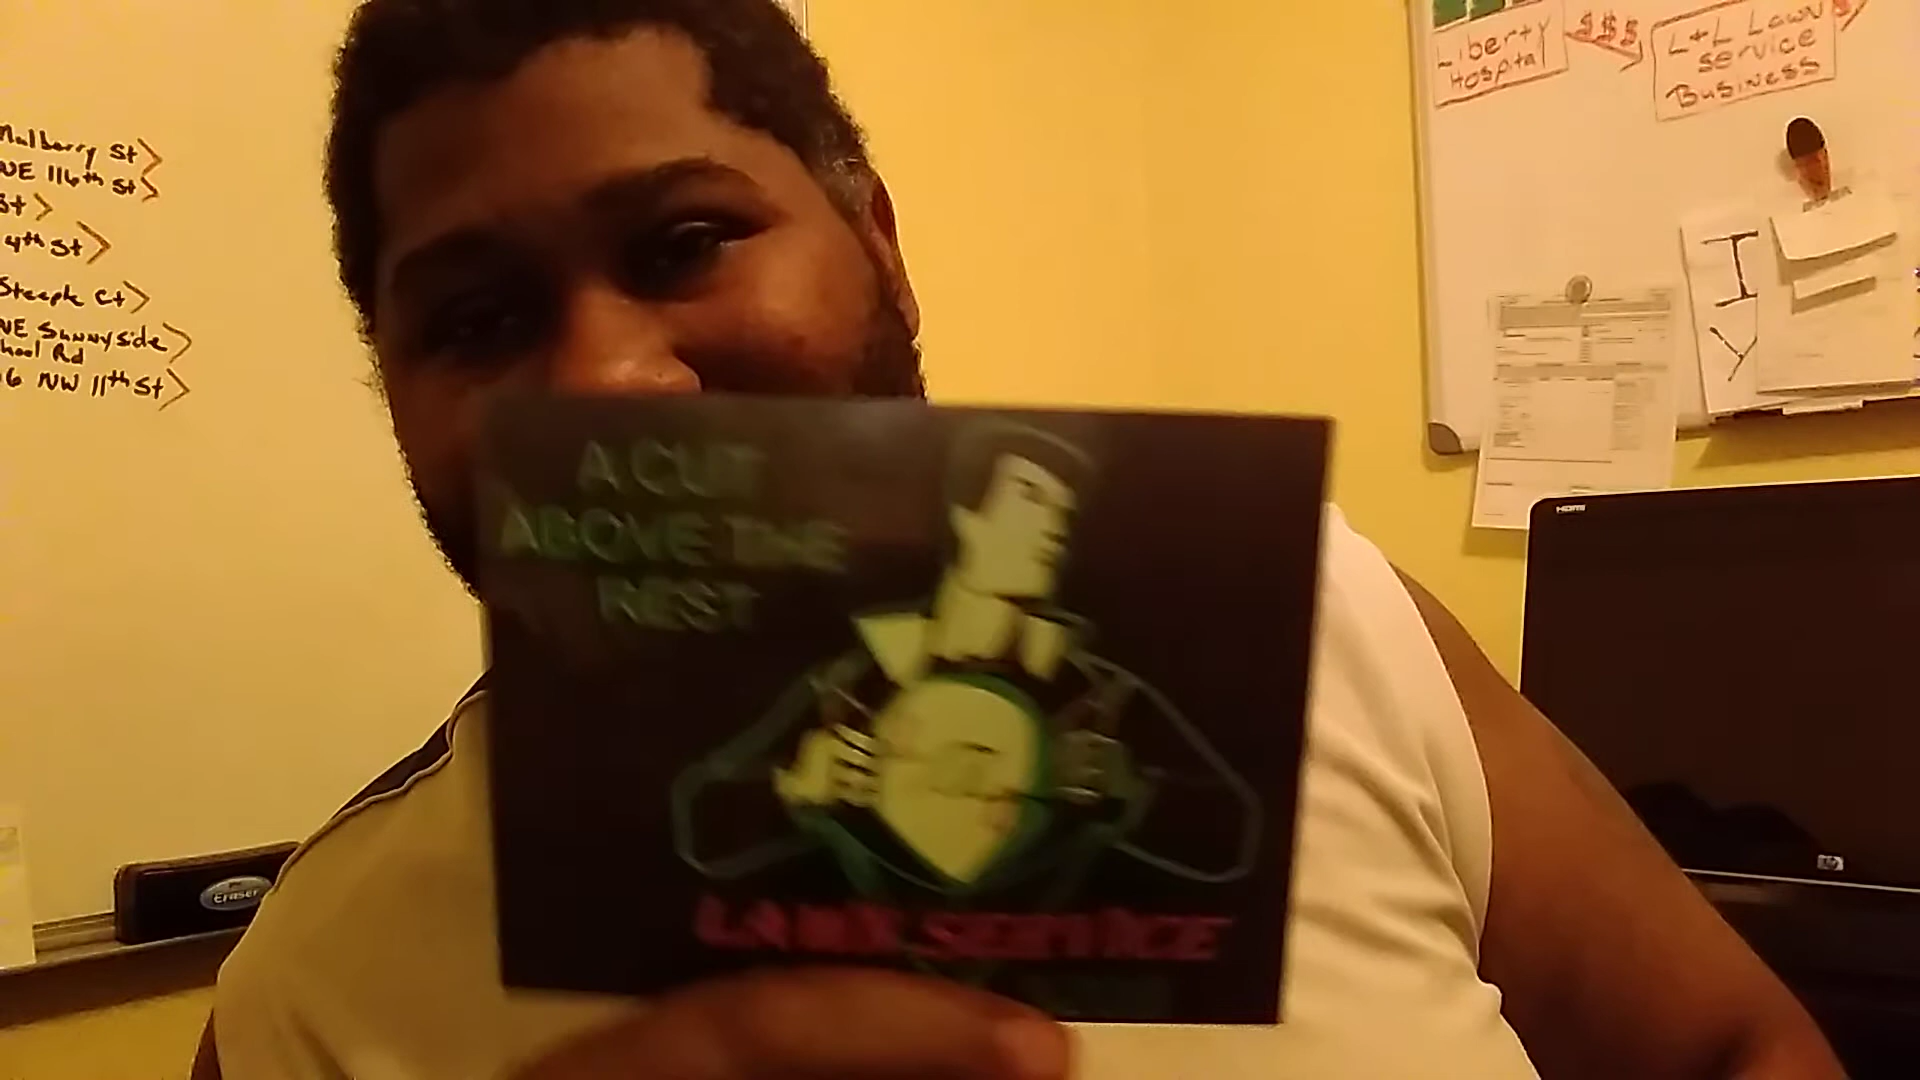 Mulberry St>
NE 116th St>
St>
4th St>
Steeple Ct>
NE Sunnyside
hool Rd
6 NW 11th St>
Eraser
A CUT
ABOVE THE
REST
LAWN SERVICE
Liberty
Hospital
$$$
L+L Lawn
Service
Business
$
I
Y
HDMI
hp